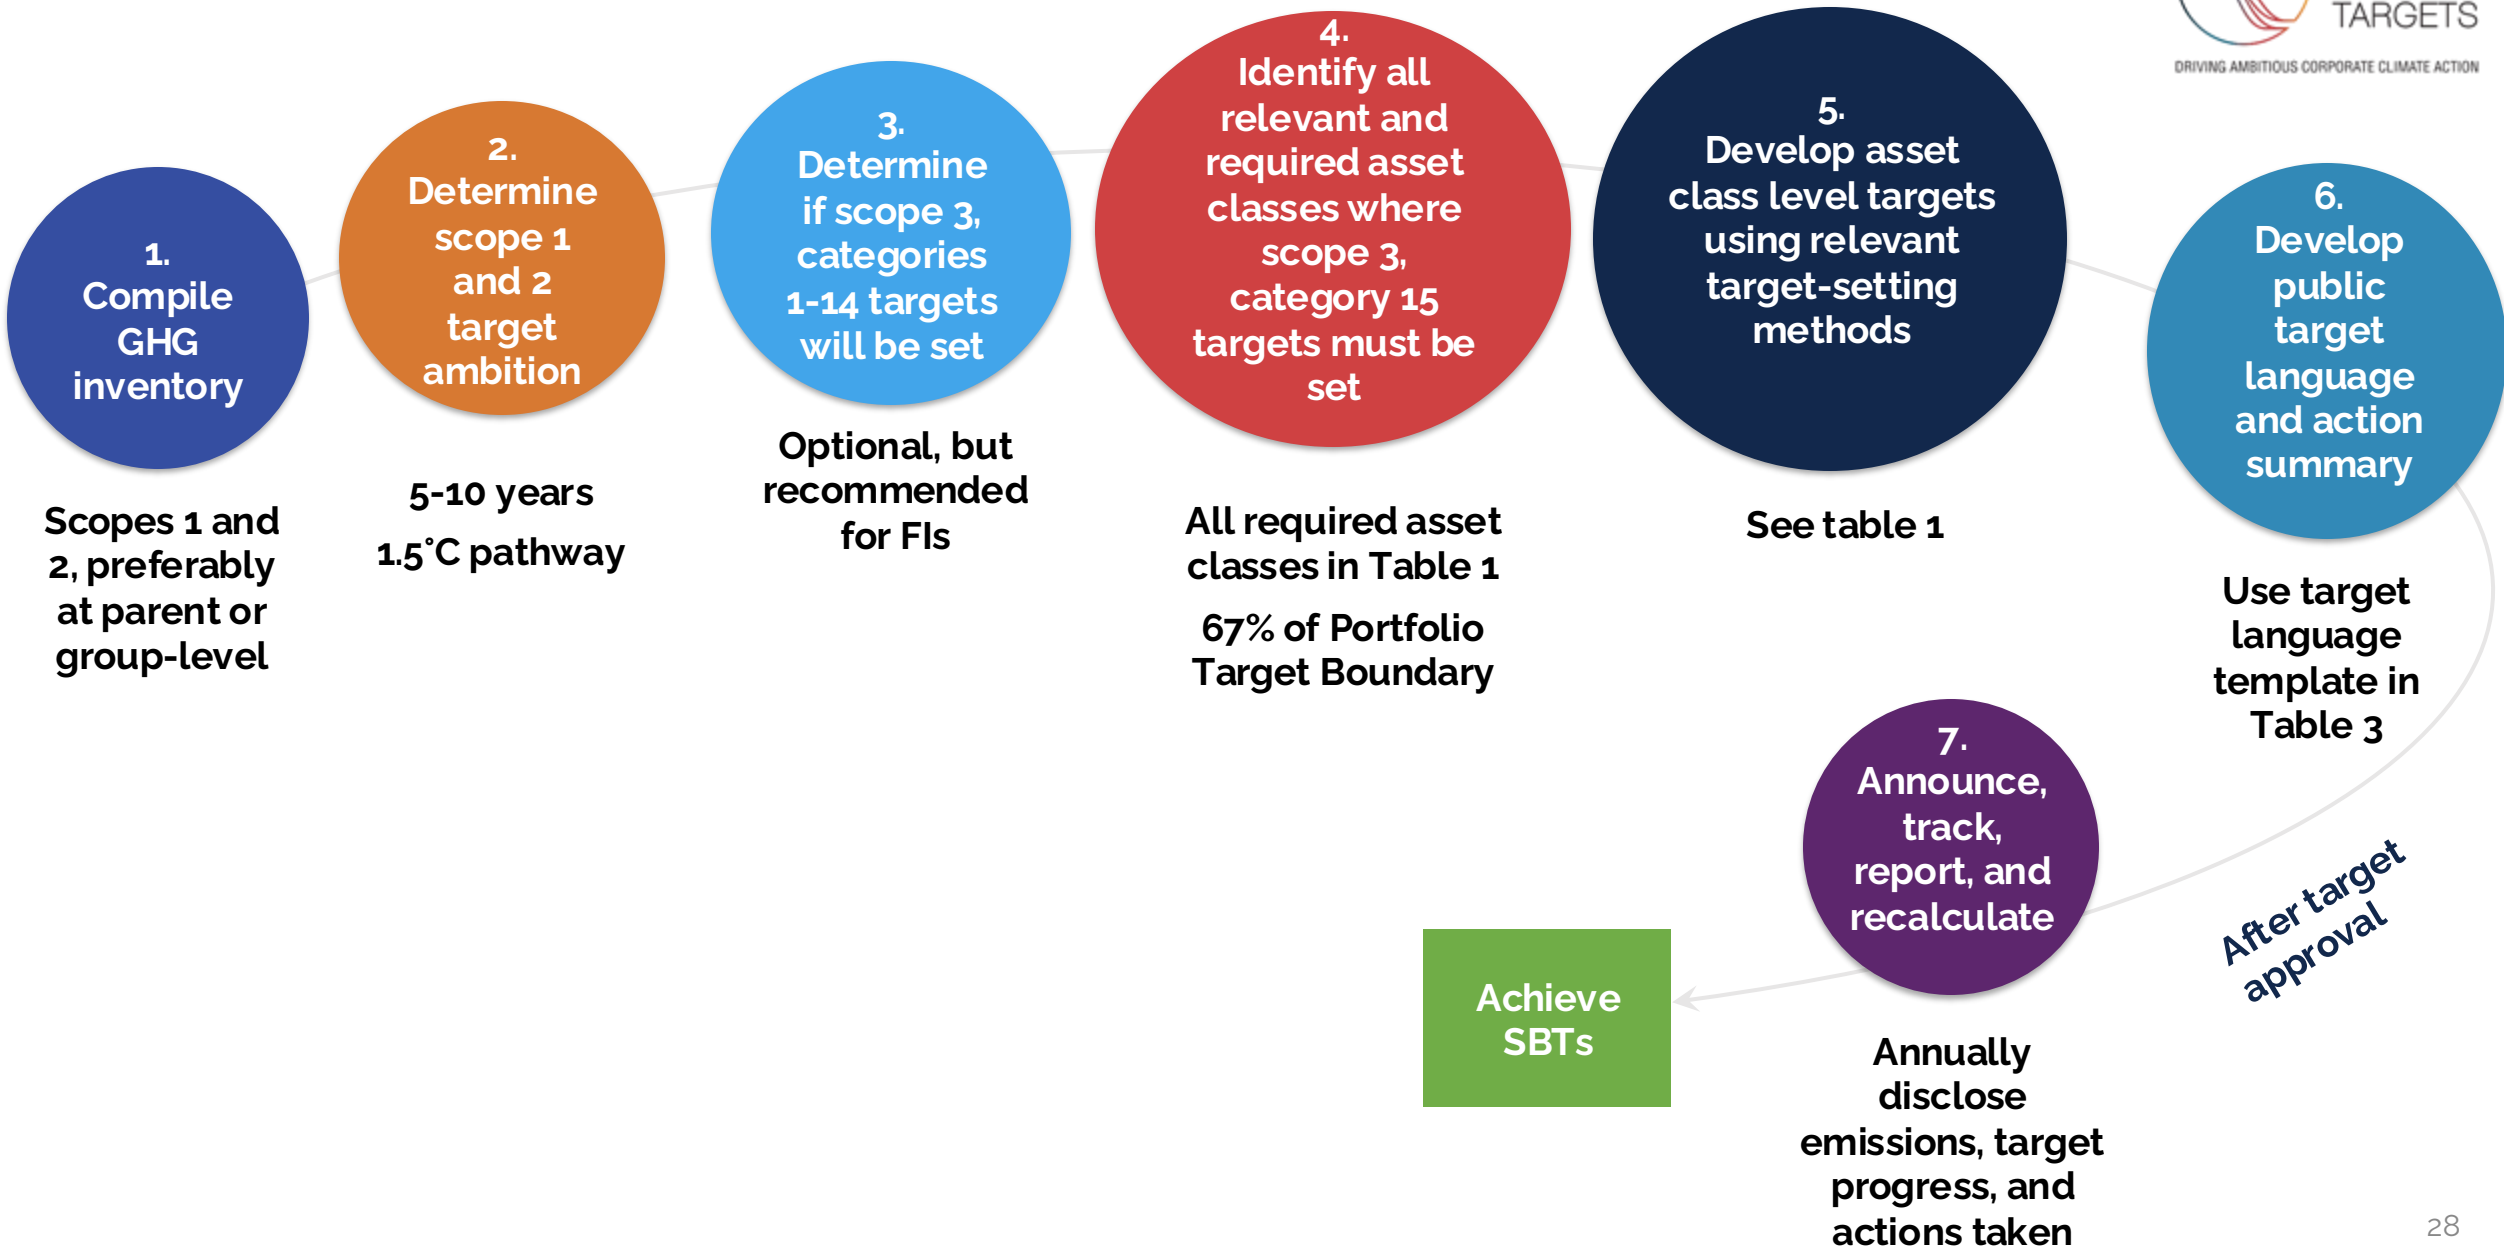 TARGETS
DRIVING AMBITIOUS CORPORATE CLIMATE ACTION
1.
Compile
GHG
inventory
Scopes 1 and
2, preferably
at parent or
group-level
2.
Determine
scope 1
and 2
target
ambition
5-10 years
1.5°C pathway
3.
Determine
if scope 3,
categories
1-14 targets
will be set
Optional, but
recommended
for FIs
4.
Identify all
relevant and
required asset
classes where
scope 3,
category 15
targets must be
set
All required asset
classes in Table 1
67% of Portfolio
Target Boundary
5.
Develop asset
class level targets
using relevant
target-setting
methods
See table 1
6.
Develop
public
target
language
and action
summary
Use target
language
template in
Table 3
After target
approval
7.
Announce,
track,
report, and
recalculate
Annually
disclose
emissions, target
progress, and
actions taken
Achieve
SBTs
28